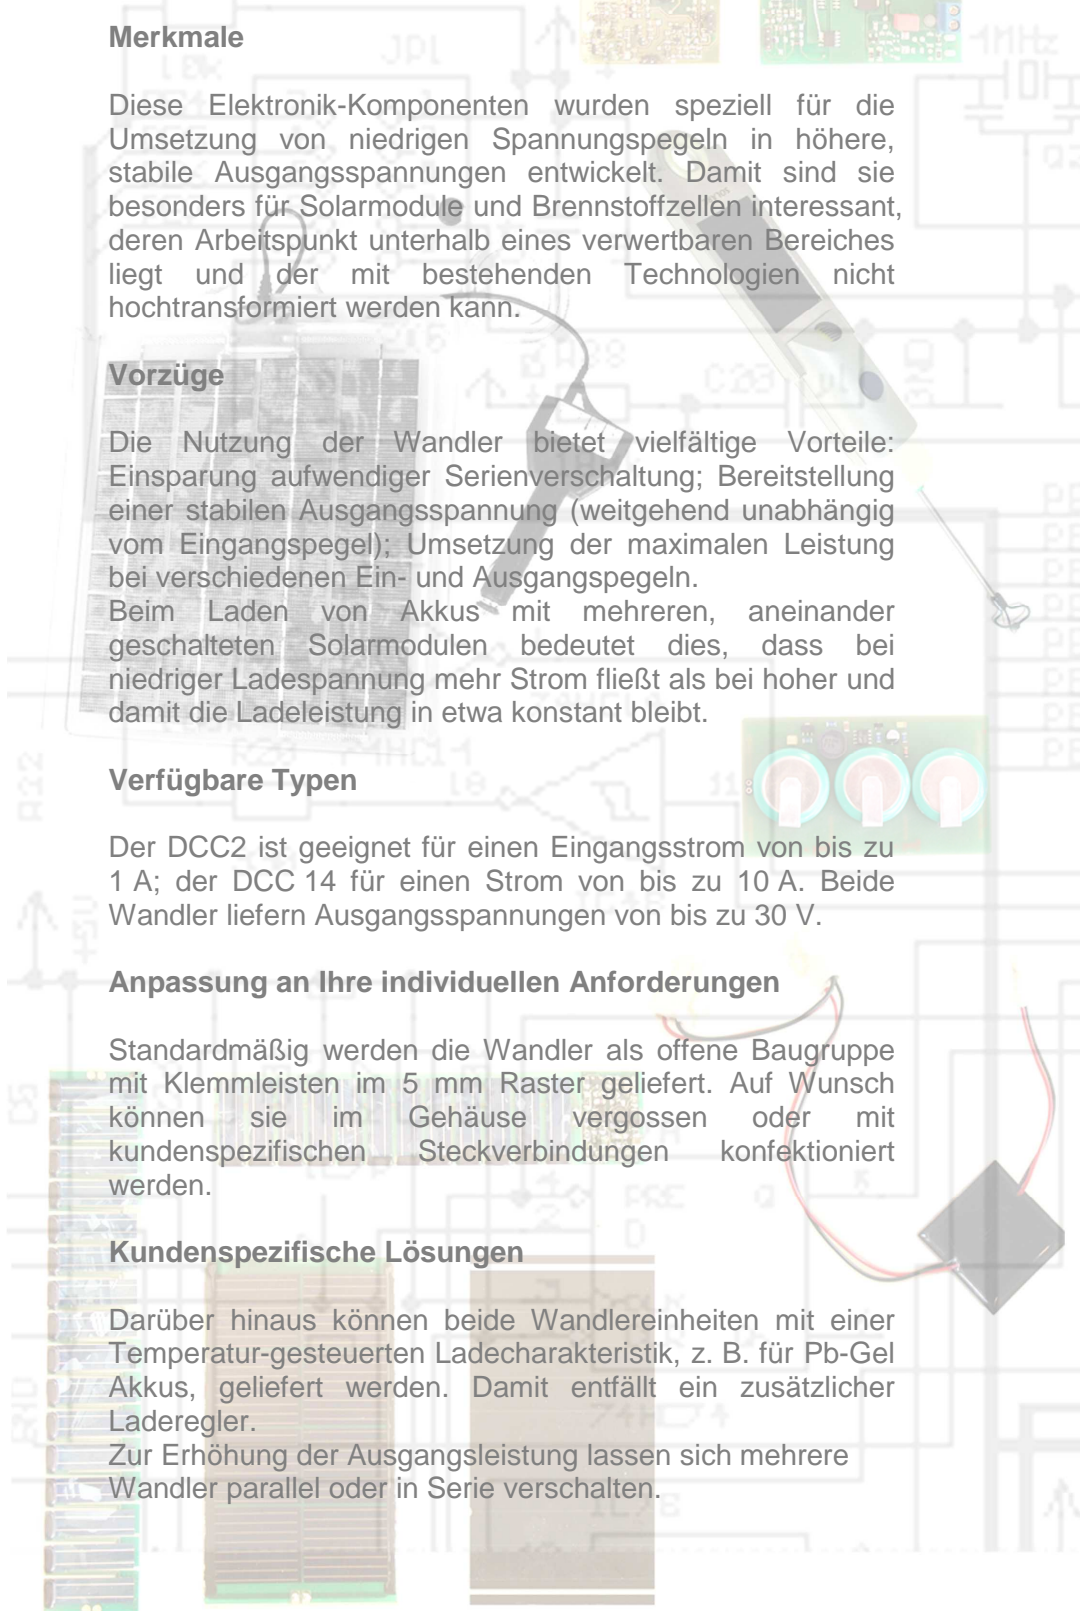 Merkmale
Diese Elektronik-Komponenten wurden speziell für die
Umsetzung von niedrigen Spannungspegeln in höhere,
stabile Ausgangsspannungen entwickelt. Damit sind sie
besonders für Solarmodule und Brennstoffzellen interessant,
deren Arbeitspunkt unterhalb eines verwertbaren Bereiches
liegt und der mit bestehenden Technologien nicht
hochtransformiert werden kann.
Vorzüge
Die Nutzung der Wandler bietet vielfältige Vorteile:
Einsparung aufwendiger Serienverschaltung; Bereitstellung
einer stabilen Ausgangsspannung (weitgehend unabhängig
vom Eingangspegel); Umsetzung der maximalen Leistung
bei verschiedenen Ein- und Ausgangspegeln.
Beim Laden von Akkus mit mehreren, aneinander
geschalteten Solarmodulen bedeutet dies, dass bei
niedriger Ladespannung mehr Strom fließt als bei hoher und
damit die Ladeleistung in etwa konstant bleibt.
Verfügbare Typen
Der DCC2 ist geeignet für einen Eingangsstrom von bis zu
1 A; der DCC 14 für einen Strom von bis zu 10 A. Beide
Wandler liefern Ausgangsspannungen von bis zu 30 V.
Anpassung an Ihre individuellen Anforderungen
Standardmäßig werden die Wandler als offene Baugruppe
mit Klemmleisten im 5 mm Raster geliefert. Auf Wunsch
können sie im Gehäuse vergossen oder mit
kundenspezifischen Steckverbindungen konfektioniert
werden.
Kundenspezifische Lösungen
Darüber hinaus können beide Wandlereinheiten mit einer
Temperatur-gesteuerten Ladecharakteristik, z. B. für Pb-Gel
Akkus, geliefert werden. Damit entfällt ein zusätzlicher
Laderegler.
Zur Erhöhung der Ausgangsleistung lassen sich mehrere
Wandler parallel oder in Serie verschalten.
JP1
1MHz
74HC14
10
11
R32
+5U
PRE
Q
D
74HC74